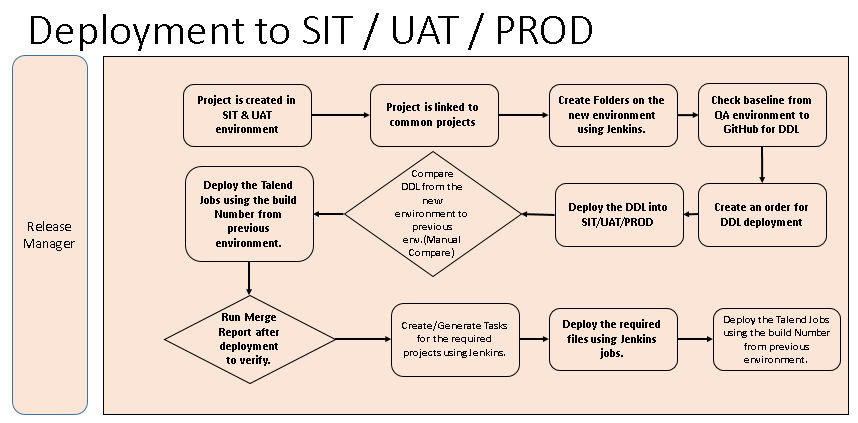 Deployment to SIT / UAT / PROD
Release
Manager
Project is created in
SIT & UAT
environment
Project is linked to
common projects
Create Folders on the
new environment
using Jenkins.
Check baseline from
QA environment to
GitHub for DDL
Deploy the Talend
Jobs using the build
Number from
previous
environment.
Compare
DDL from the
new
environment to
previous
env.(Manual
Compare)
Deploy the DDL into
SIT/UAT/PROD
Create an order for
DDL deployment
Run Merge
Report after
deployment
to verify.
Create/Generate Tasks
for the required
projects using Jenkins.
Deploy the required
files using Jenkins
jobs.
Deploy the Talend Jobs
using the build Number
from previous
environment.